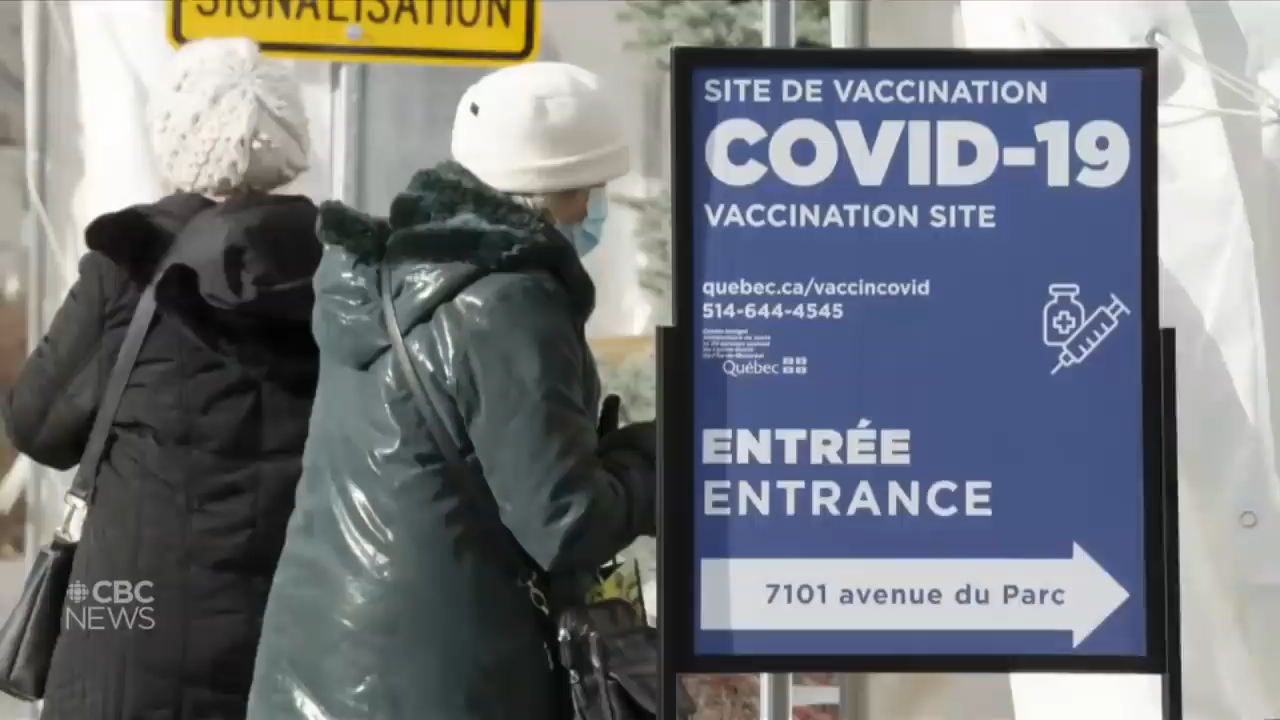 SIGNALISATION
SITE DE VACCINATION
COVID-19
VACCINATION SITE
quebec.ca/vaccincovid
514-644-4545
Québec
ENTRÉE
ENTRANCE
7101 avenue du Parc
CBC
NEWS